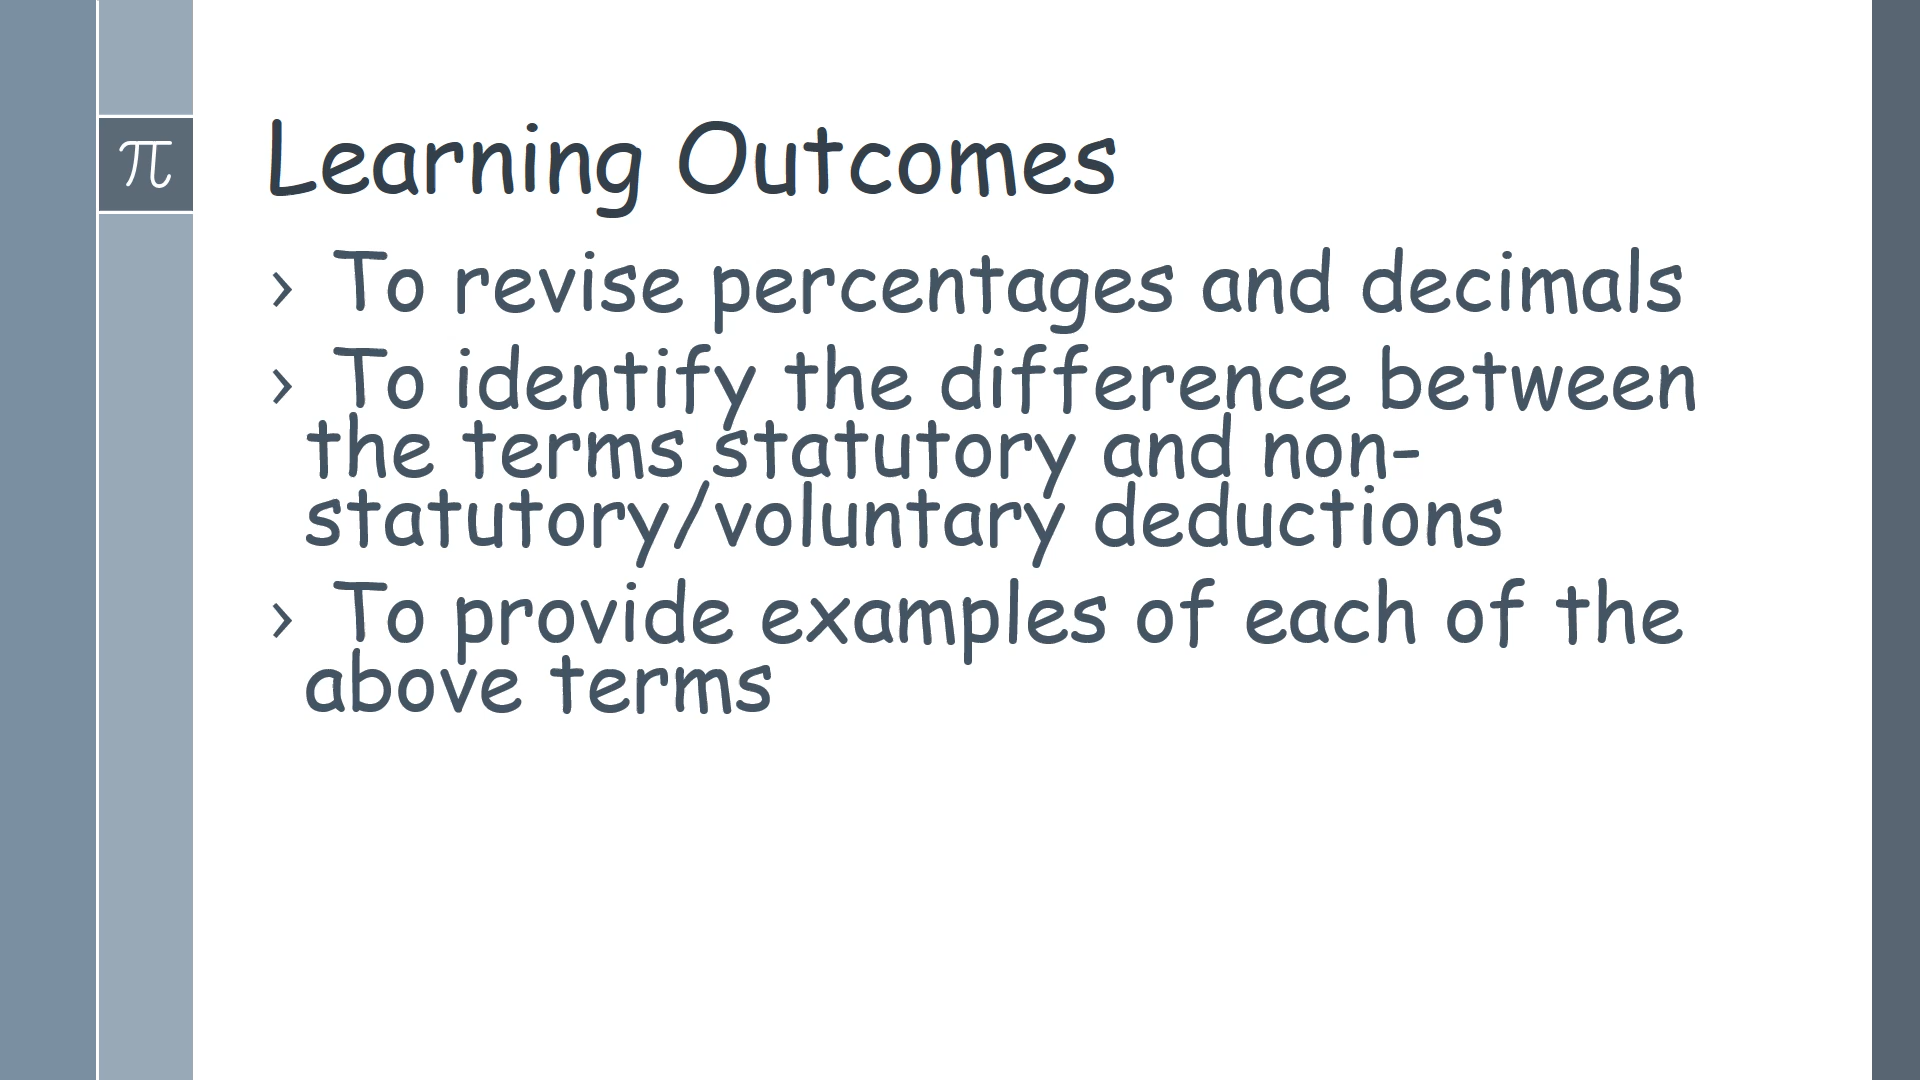 π
Learning Outcomes
› To revise percentages and decimals
› To identify the difference between
the terms statutory and non-
statutory/voluntary deductions
› To provide examples of each of the
above terms